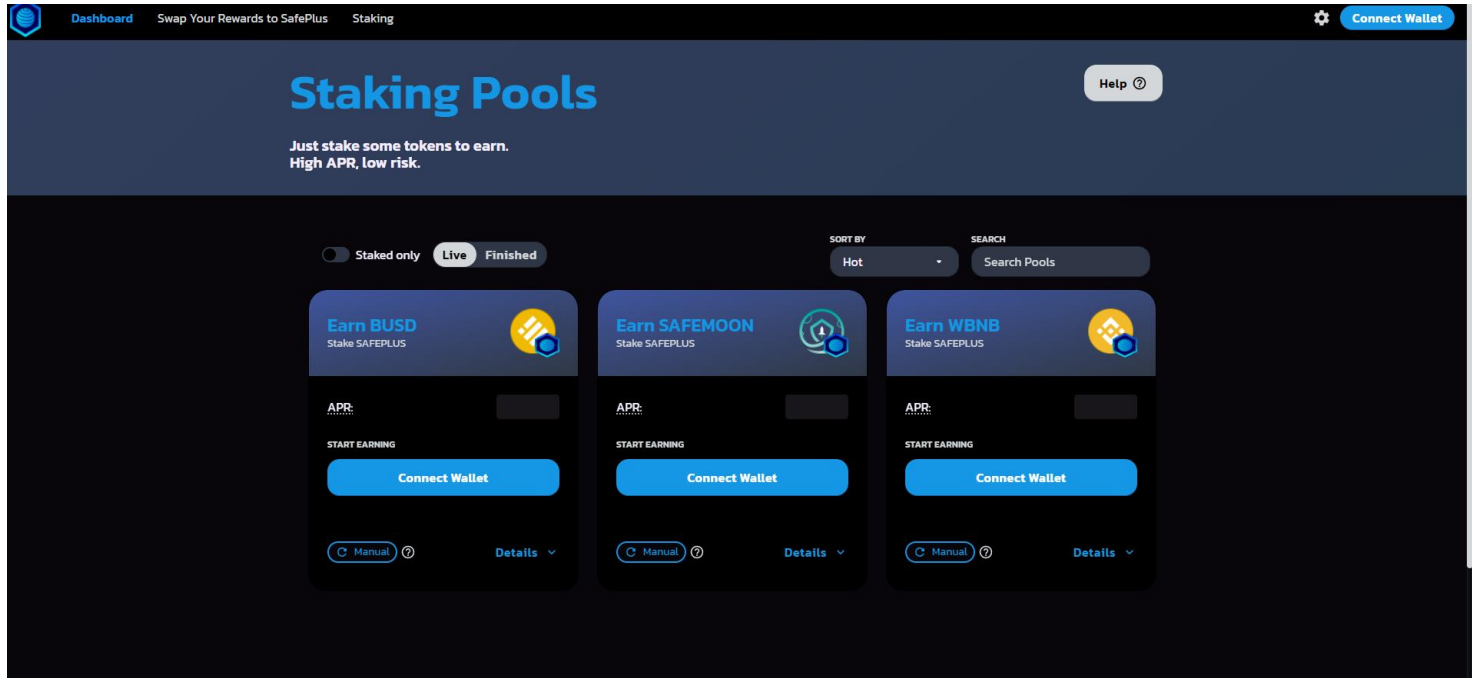 Dashboard Swap Your Rewards to SafePlus Staking Connect Wallet
Staking Pools
Help
Just stake some tokens to earn.
High APR, low risk.
Staked only Live Finished
SORT BY
Hot
SEARCH
Search Pools
Earn BUSD
Stake SAFEPLUS
APR:
START EARNING
Connect Wallet
Manual Details
Earn SAFEMOON
Stake SAFEPLUS
APR:
START EARNING
Connect Wallet
Manual Details
Earn WBNB
Stake SAFEPLUS
APR:
START EARNING
Connect Wallet
Manual Details